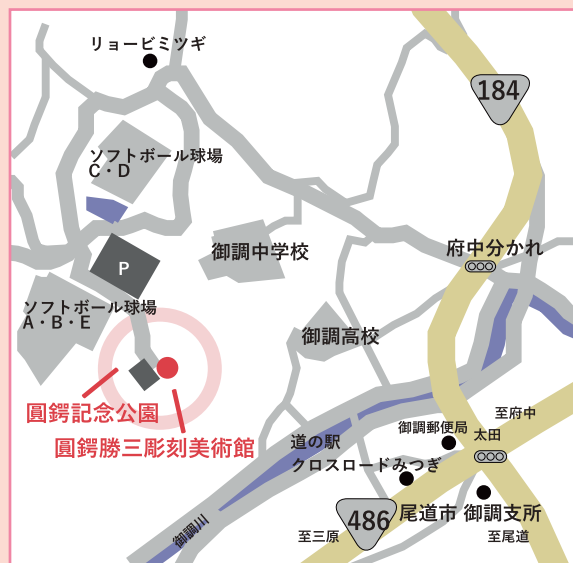 リョービミツギ
184
ソフトボール球場
C・D
御調中学校
府中分かれ
P
ソフトボール球場
A・B・E
御調高校
圓鍔記念公園
圓鍔勝三彫刻美術館
至府中
御調郵便局
太田
道の駅
クロスロードみつぎ
486
尾道市 御調支所
御調川
至三原
至尾道